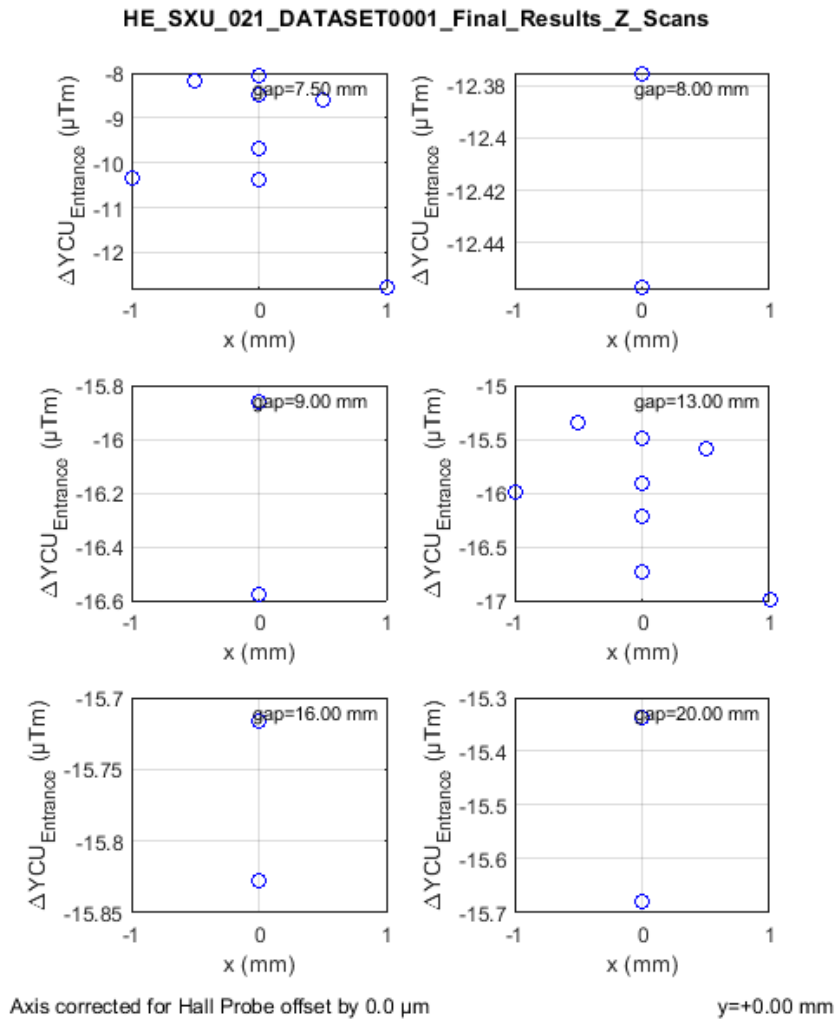 HE_SXU_021_DATASET0001_Final_Results_Z_Scans
ΔYCU_Entrance (µTm)
-8
-9
-10
-11
-12
gap=7.50 mm
-1
0
1
x (mm)
ΔYCU_Entrance (µTm)
-12.38
-12.4
-12.42
-12.44
gap=8.00 mm
-1
0
1
x (mm)
ΔYCU_Entrance (µTm)
-15.8
-16
-16.2
-16.4
-16.6
gap=9.00 mm
-1
0
1
x (mm)
ΔYCU_Entrance (µTm)
-15
-15.5
-16
-16.5
-17
gap=13.00 mm
-1
0
1
x (mm)
ΔYCU_Entrance (µTm)
-15.7
-15.75
-15.8
-15.85
gap=16.00 mm
-1
0
1
x (mm)
ΔYCU_Entrance (µTm)
-15.3
-15.4
-15.5
-15.6
-15.7
gap=20.00 mm
-1
0
1
x (mm)
Axis corrected for Hall Probe offset by 0.0 µm
y=+0.00 mm